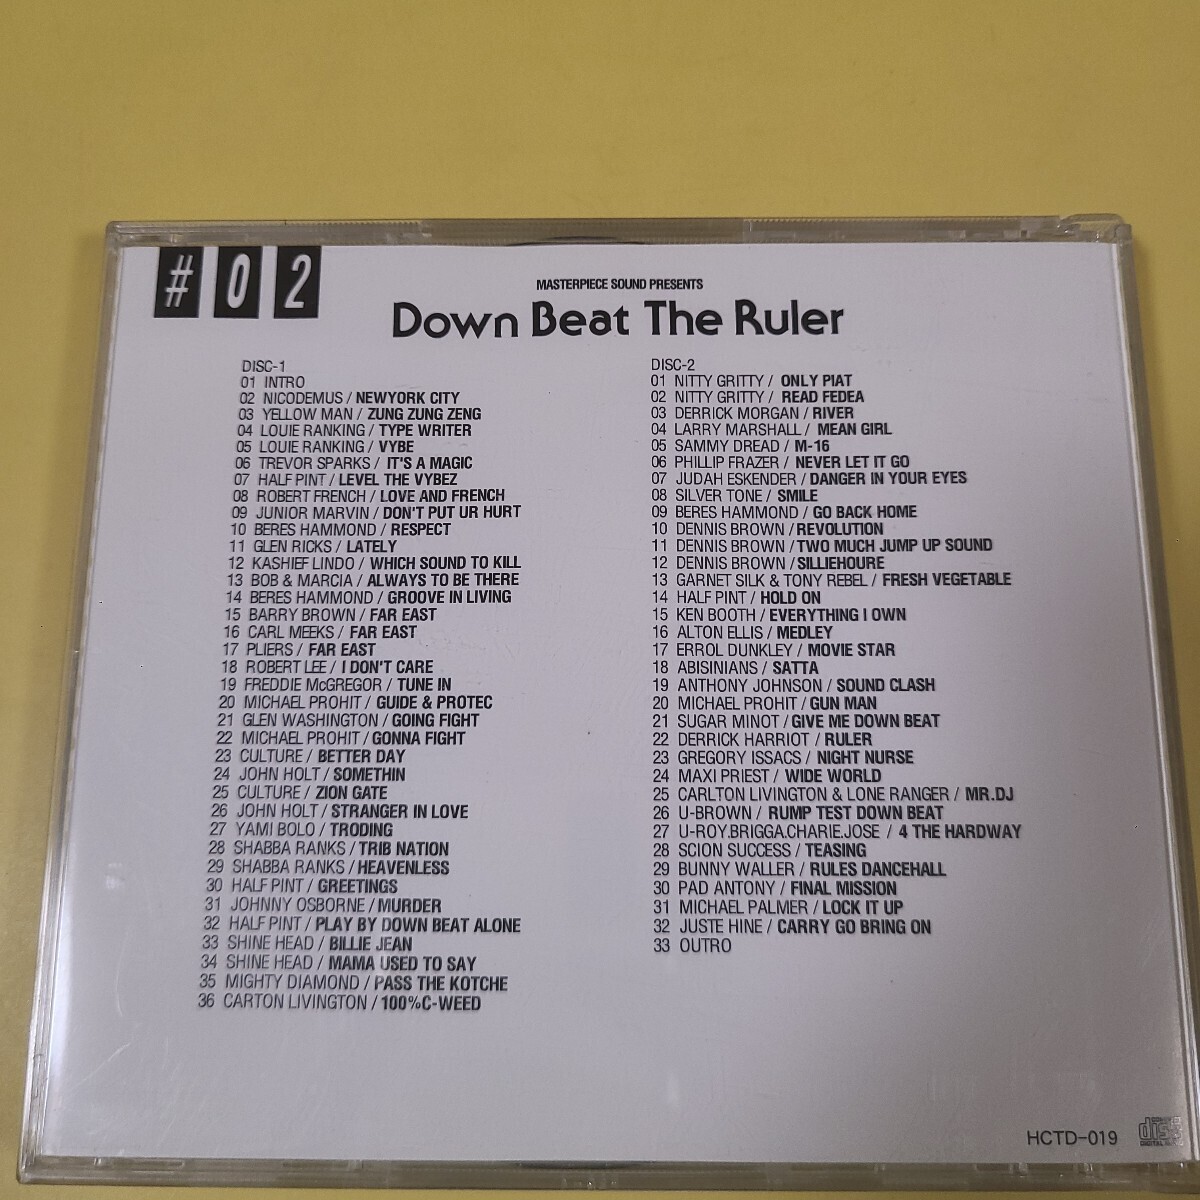 #02
MASTERPIECE SOUND PRESENTS
Down Beat The Ruler
DISC-1
01 INTRO
02 NICODEMUS / NEWYORK CITY
03 YELLOW MAN / ZUNG ZUNG ZENG
04 LOUIE RANKING / TYPE WRITER
05 LOUIE RANKING / VYBE
06 TREVOR SPARKS / IT'S A MAGIC
07 HALF PINT / LEVEL THE VYBEZ
08 ROBERT FRENCH / LOVE AND FRENCH
09 JUNIOR MARVIN / DON'T PUT UR HURT
10 BERES HAMMOND / RESPECT
11 GLEN RICKS / LATELY
12 KASHIEF LINDO / WHICH SOUND TO KILL
13 BOB & MARCIA / ALWAYS TO BE THERE
14 BERES HAMMOND / GROOVE IN LIVING
15 BARRY BROWN / FAR EAST
16 CARL MEEKS / FAR EAST
17 PLIERS / FAR EAST
18 ROBERT LEE / I DON'T CARE
19 FREDDIE McGREGOR / TUNE IN
20 MICHAEL PROHIT / GUIDE & PROTEC
21 GLEN WASHINGTON / GOING FIGHT
22 MICHAEL PROHIT / GONNA FIGHT
23 CULTURE / BETTER DAY
24 JOHN HOLT / SOMETHIN
25 CULTURE / ZION GATE
26 JOHN HOLT / STRANGER IN LOVE
27 YAMI BOLO / TRODING
28 SHABBA RANKS / TRIB NATION
29 SHABBA RANKS / HEAVENLESS
30 HALF PINT / GREETINGS
31 JOHNNY OSBORNE / MURDER
32 HALF PINT / PLAY BY DOWN BEAT ALONE
33 SHINE HEAD / BILLIE JEAN
34 SHINE HEAD / MAMA USED TO SAY
35 MIGHTY DIAMOND / PASS THE KOTCHE
36 CARTON LIVINGTON / 100%C-WEED
DISC-2
01 NITTY GRITTY / ONLY PIAT
02 NITTY GRITTY / READ FEDEA
03 DERRICK MORGAN / RIVER
04 LARRY MARSHALL / MEAN GIRL
05 SAMMY DREAD / M-16
06 PHILLIP FRAZER / NEVER LET IT GO
07 JUDAH ESKENDER / DANGER IN YOUR EYES
08 SILVER TONE / SMILE
09 BERES HAMMOND / GO BACK HOME
10 DENNIS BROWN / REVOLUTION
11 DENNIS BROWN / TWO MUCH JUMP UP SOUND
12 DENNIS BROWN / SILLIEHOURE
13 GARNET SILK & TONY REBEL / FRESH VEGETABLE
14 HALF PINT / HOLD ON
15 KEN BOOTH / EVERYTHING I OWN
16 ALTON ELLIS / MEDLEY
17 ERROL DUNKLEY / MOVIE STAR
18 ABISINIANS / SATTA
19 ANTHONY JOHNSON / SOUND CLASH
20 MICHAEL PROHIT / GUN MAN
21 SUGAR MINOT / GIVE ME DOWN BEAT
22 DERRICK HARRIOT / RULER
23 GREGORY ISSACS / NIGHT NURSE
24 MAXI PRIEST / WIDE WORLD
25 CARLTON LIVINGTON & LONE RANGER / MR.DJ
26 U-BROWN / RUMP TEST DOWN BEAT
27 U-ROY.BRIGGA.CHARIE.JOSE / 4 THE HARDWAY
28 SCION SUCCESS / TEASING
29 BUNNY WALLER / RULES DANCEHALL
30 PAD ANTONY / FINAL MISSION
31 MICHAEL PALMER / LOCK IT UP
32 JUSTE HINE / CARRY GO BRING ON
33 OUTRO
HCTD-019